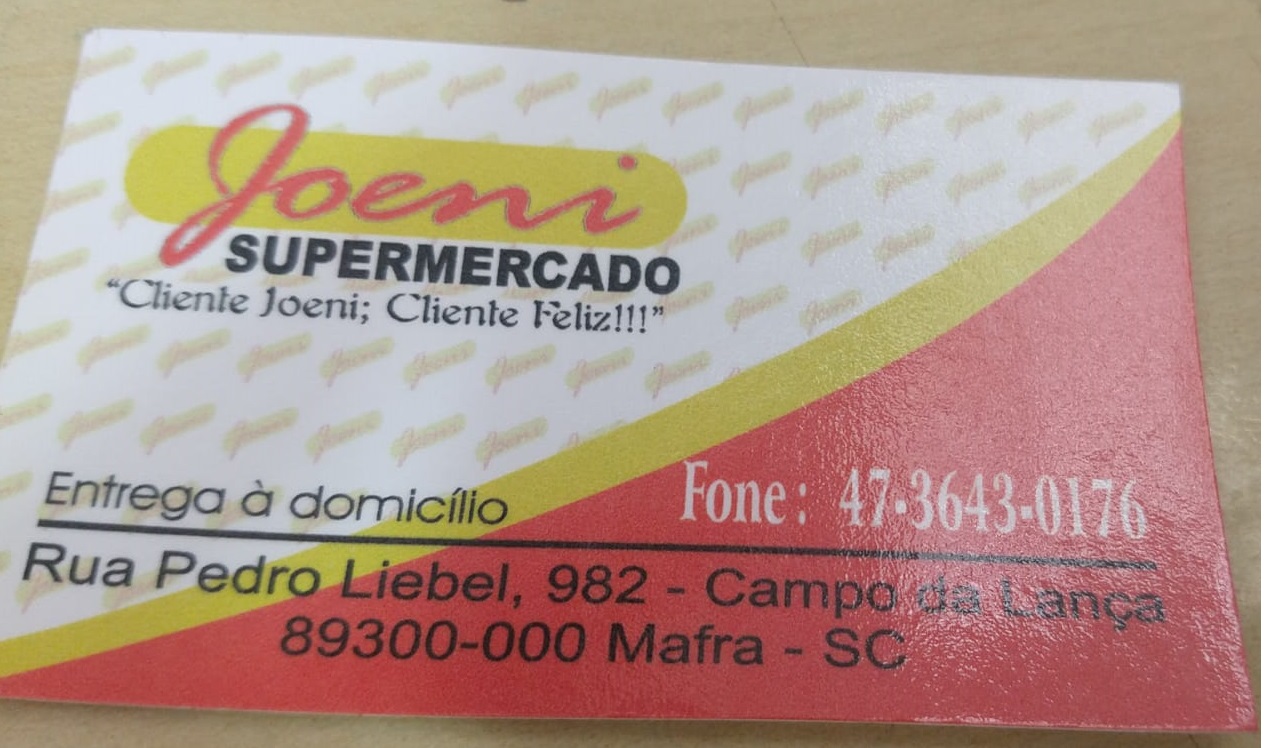 Joeni
SUPERMERCADO
“Cliente Joeni; Cliente Feliz!!!”
Entrega à domicílio
Fone: 47-3643-0176
Rua Pedro Liebel, 982 - Campo da Lança
89300-000 Mafra - SC